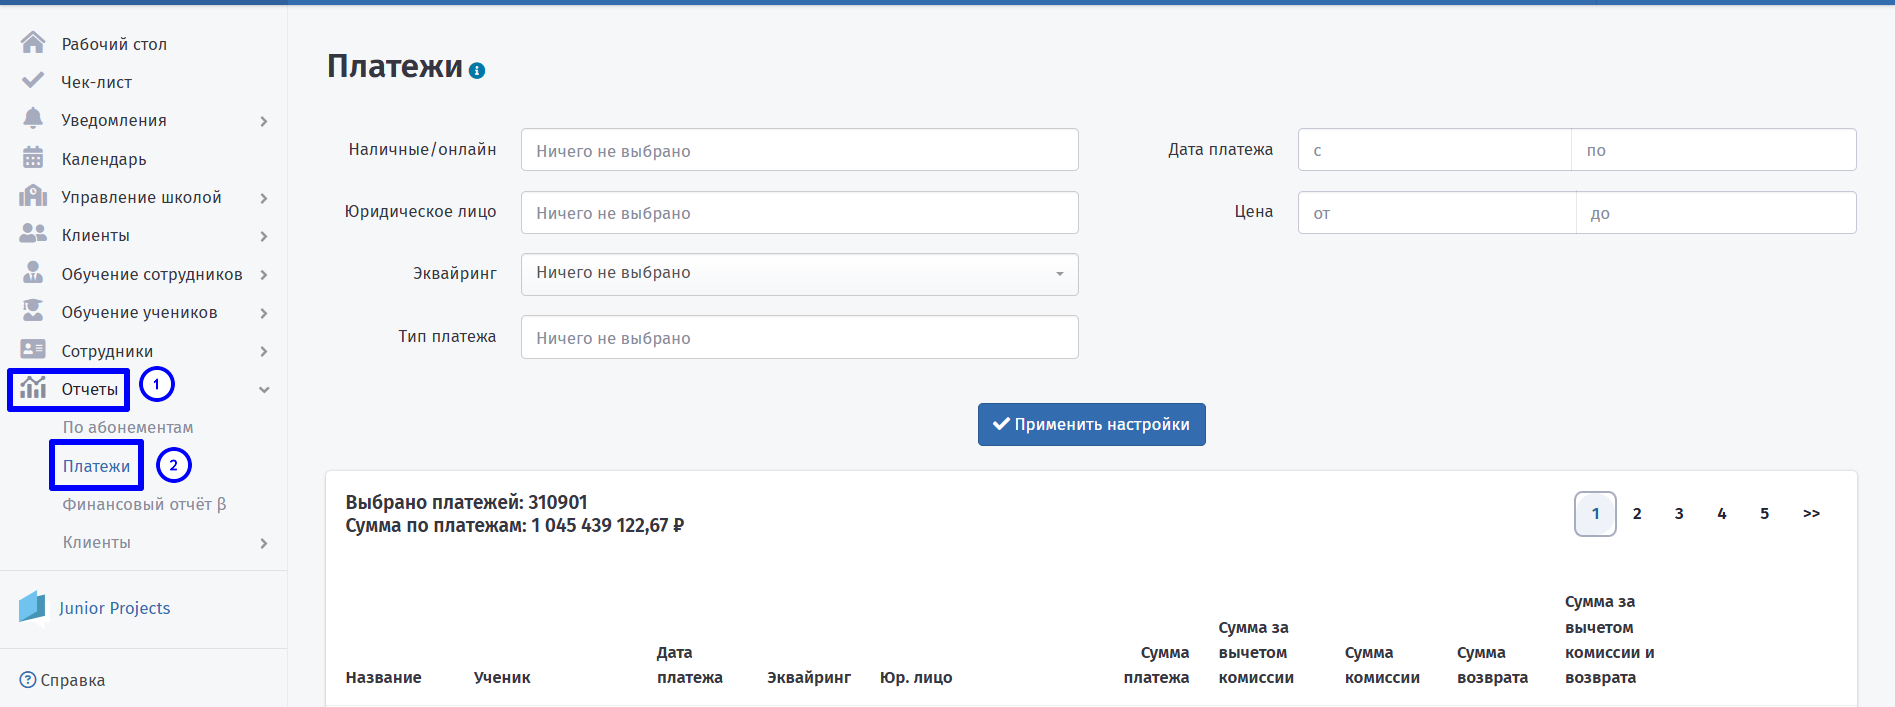 Рабочий стол
Чек-лист
Уведомления
Календарь
Управление школой
Клиенты
Обучение сотрудников
Обучение учеников
Сотрудники
Отчеты
1
По абонементам
Платежи
2
Финансовый отчёт β
Клиенты
Junior Projects
Справка
Платежи
Наличные/онлайн
Ничего не выбрано
Юридическое лицо
Ничего не выбрано
Эквайринг
Ничего не выбрано
Тип платежа
Ничего не выбрано
Дата платежа
с
по
Цена
от
до
Применить настройки
Выбрано платежей: 310901
Сумма по платежам: 1 045 439 122,67 ₽
1 2 3 4 5 >>
Название
Ученик
Дата
платежа
Эквайринг
Юр. лицо
Сумма
платежа
Сумма за
вычетом
комиссии
Сумма
комиссии
Сумма
возврата
Сумма за
вычетом
комиссии и
возврата